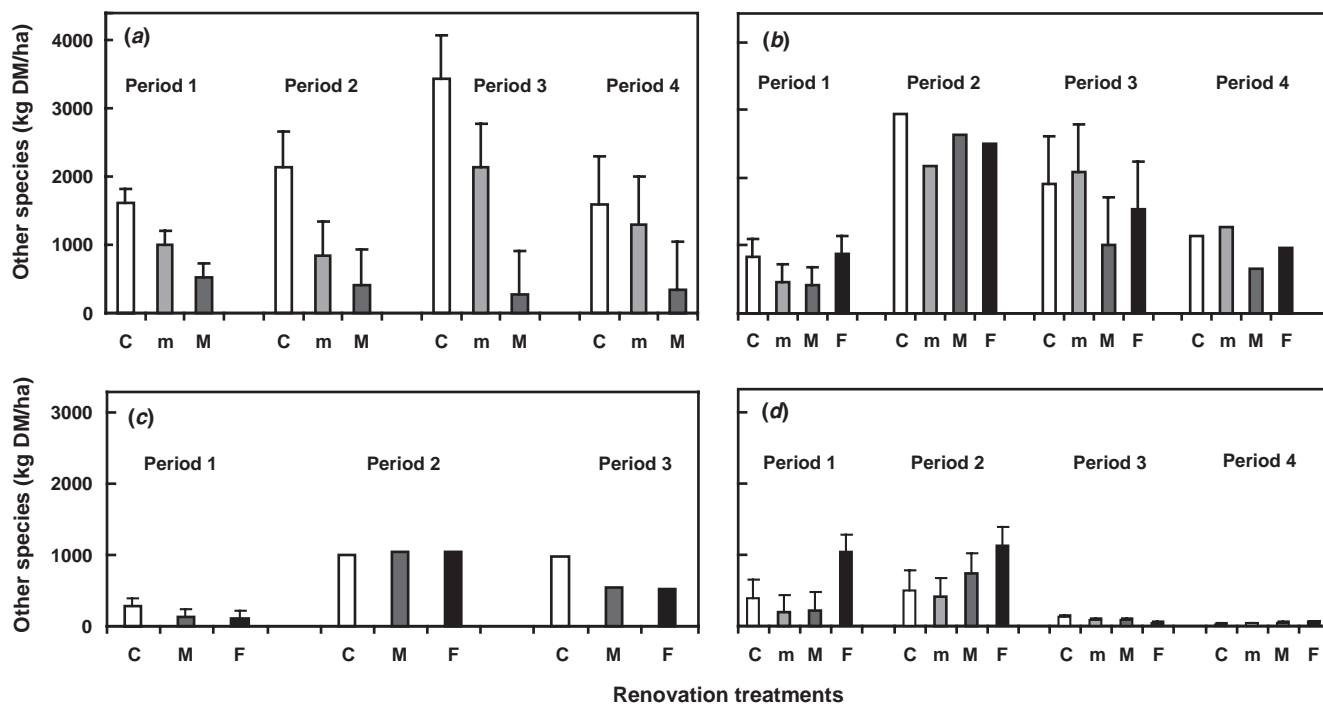 Other species (kg DM/ha)
4000
3000
2000
1000
0
(a)
Period 1
Period 2
Period 3
Period 4
C m M C m M C m M C m M
(b)
Period 1
Period 2
Period 3
Period 4
C m M F C m M F C m M F C m M F
Other species (kg DM/ha)
3000
2000
1000
0
(c)
Period 1
Period 2
Period 3
C M F C M F C M F
(d)
Period 1
Period 2
Period 3
Period 4
C m M F C m M F C m M F C m M F
Renovation treatments